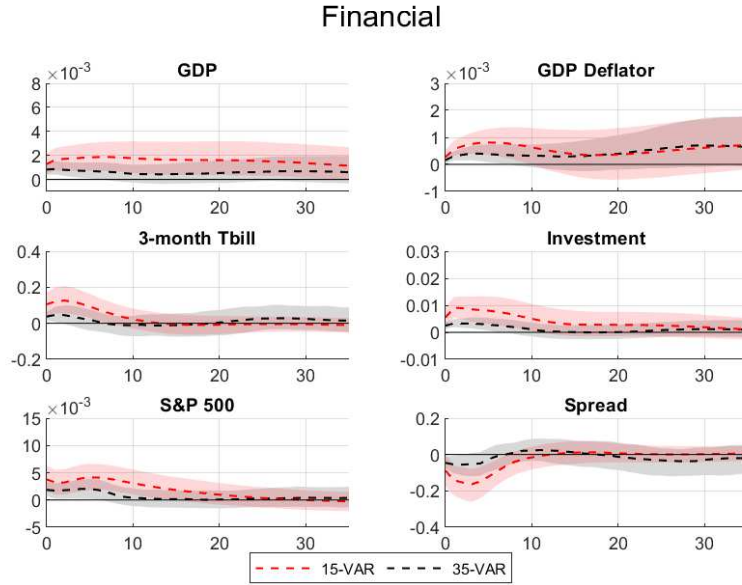 Financial
×10⁻³
GDP
8
6
4
2
0
0 10 20 30
×10⁻³
GDP Deflator
3
2
1
0
-1
0 10 20 30
3-month Tbill
0.4
0.2
0
-0.2
0 10 20 30
Investment
0.03
0.02
0.01
0
-0.01
0 10 20 30
×10⁻³
S&P 500
15
10
5
0
-5
0 10 20 30
Spread
0.2
0
-0.2
-0.4
0 10 20 30
15-VAR 35-VAR